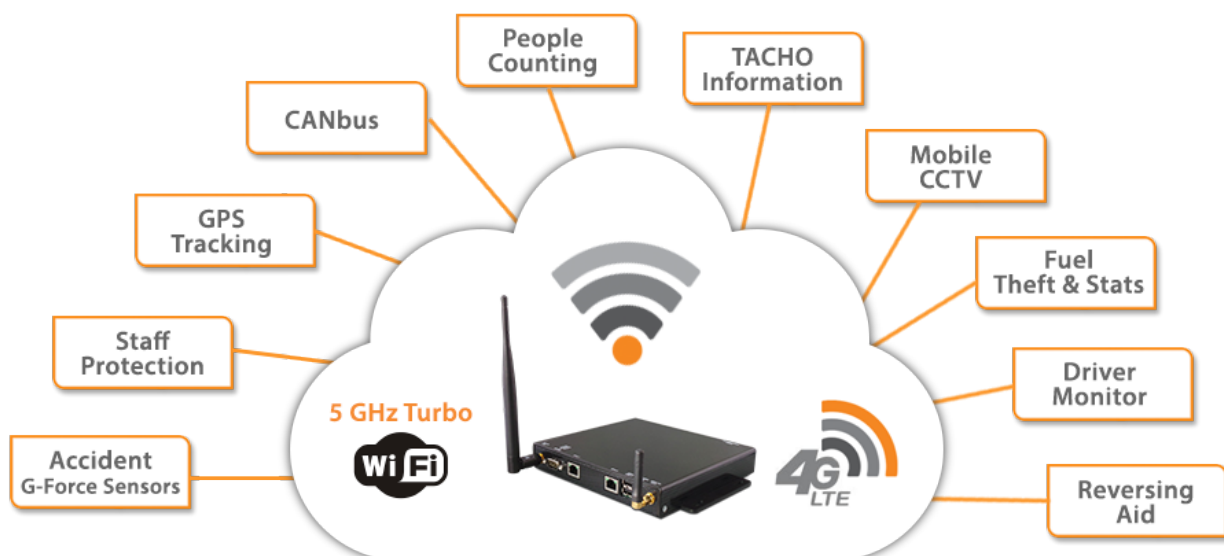 People
Counting
TACHO
Information
CANbus
Mobile
CCTV
GPS
Tracking
Fuel
Theft & Stats
Staff
Protection
Driver
Monitor
5 GHz Turbo
Wi Fi
4G
LTE
Accident
G-Force Sensors
Reversing
Aid